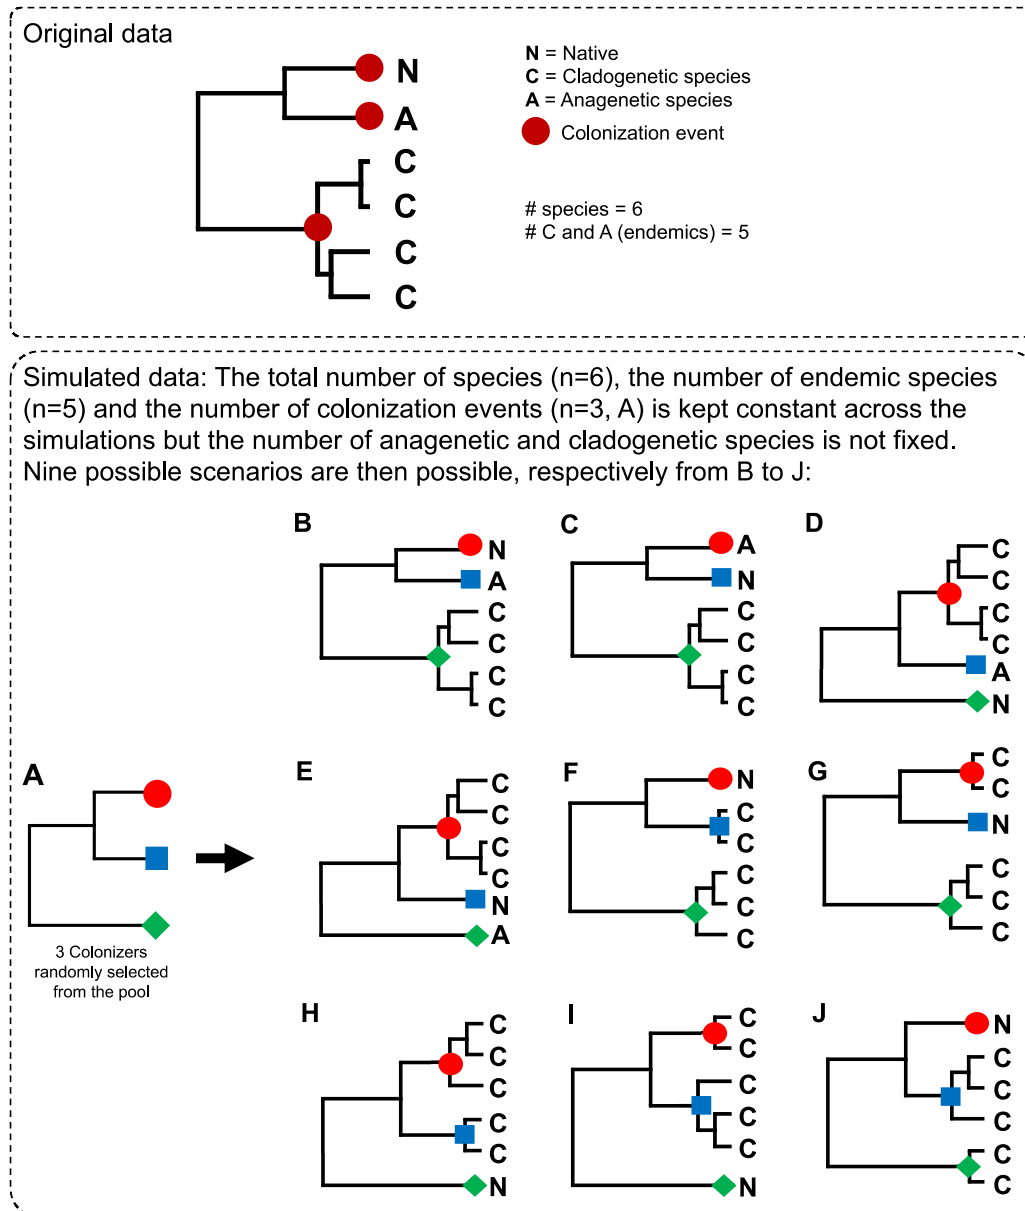 Original data
N = Native
C = Cladogenetic species
A = Anagenetic species
Colonization event
# species = 6
# C and A (endemics) = 5
N
A
C
C
C
C
Simulated data: The total number of species (n=6), the number of endemic species
(n=5) and the number of colonization events (n=3, A) is kept constant across the
simulations but the number of anagenetic and cladogenetic species is not fixed.
Nine possible scenarios are then possible, respectively from B to J:
A
3 Colonizers
randomly selected
from the pool
B
N
A
C
C
C
C
C
A
N
C
C
C
C
D
C
C
C
C
A
N
E
C
C
C
C
N
A
F
N
C
C
C
C
C
G
C
C
N
C
C
C
H
C
C
C
C
C
N
I
C
C
C
C
C
N
J
N
C
C
C
C
C